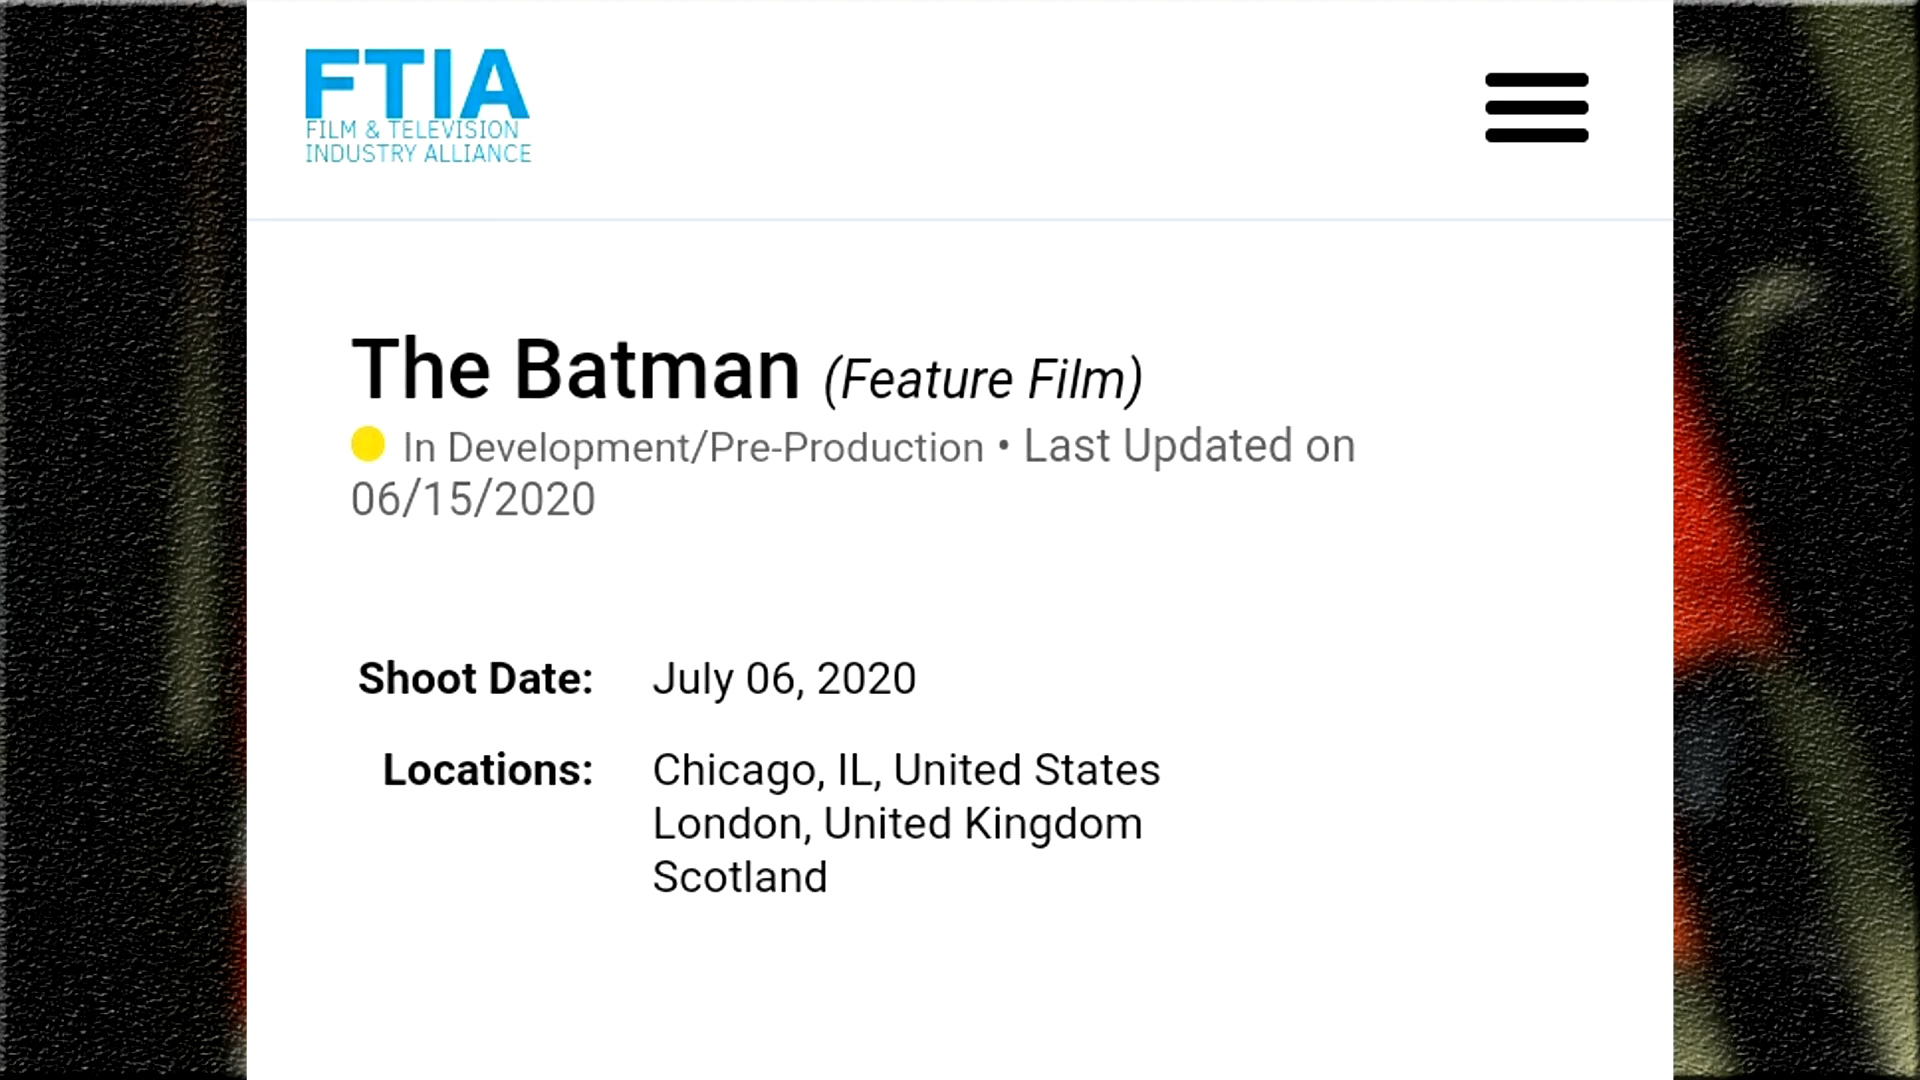 FTIA
FILM & TELEVISION
INDUSTRY ALLIANCE
The Batman (Feature Film)
In Development/Pre-Production • Last Updated on
06/15/2020
Shoot Date: July 06, 2020
Locations: Chicago, IL, United States
London, United Kingdom
Scotland